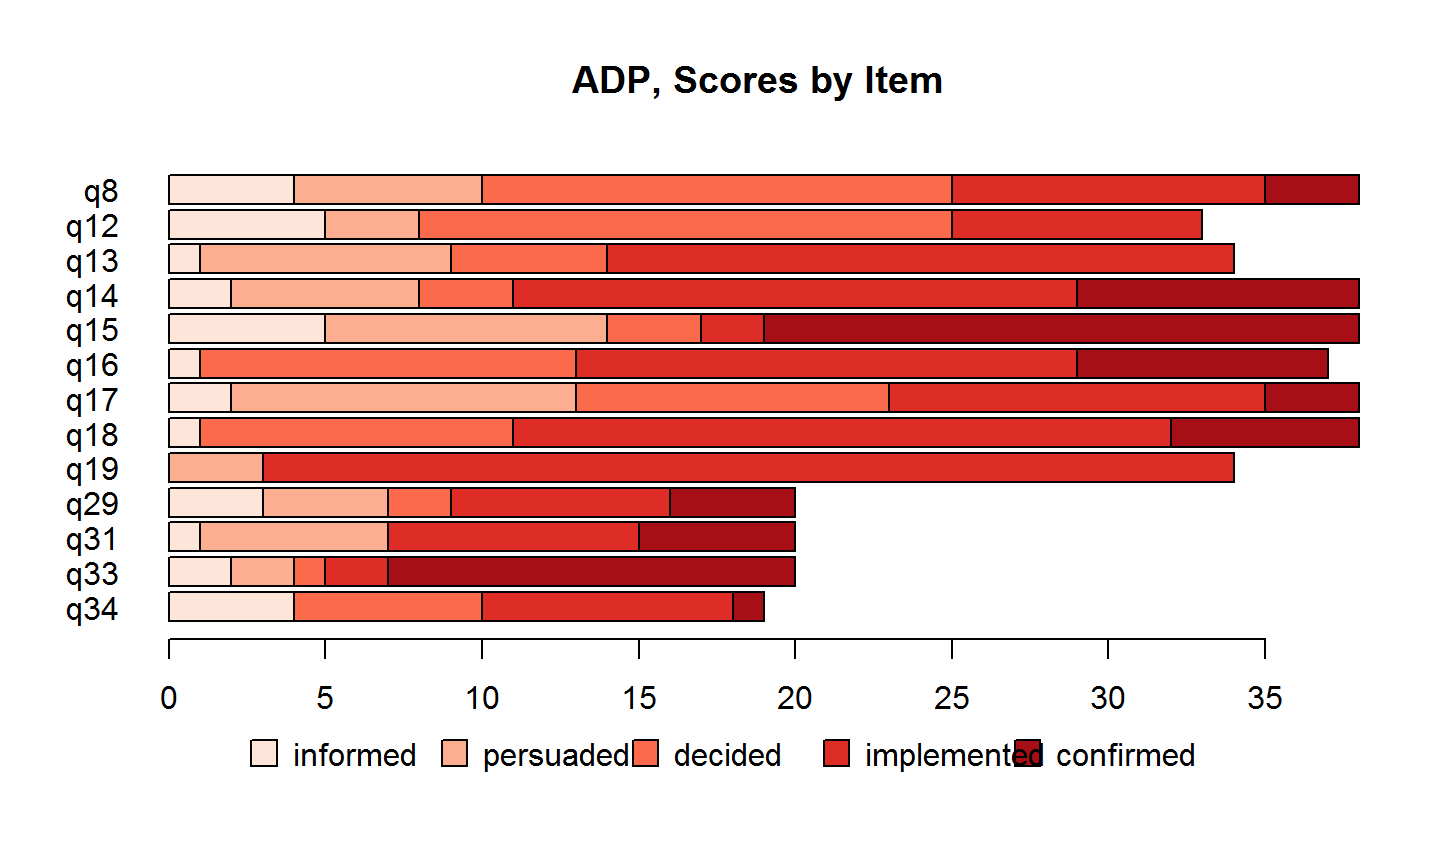 ADP, Scores by Item
q8
q12
q13
q14
q15
q16
q17
q18
q19
q29
q31
q33
q34
0 5 10 15 20 25 30 35
informed persuaded decided implemented confirmed